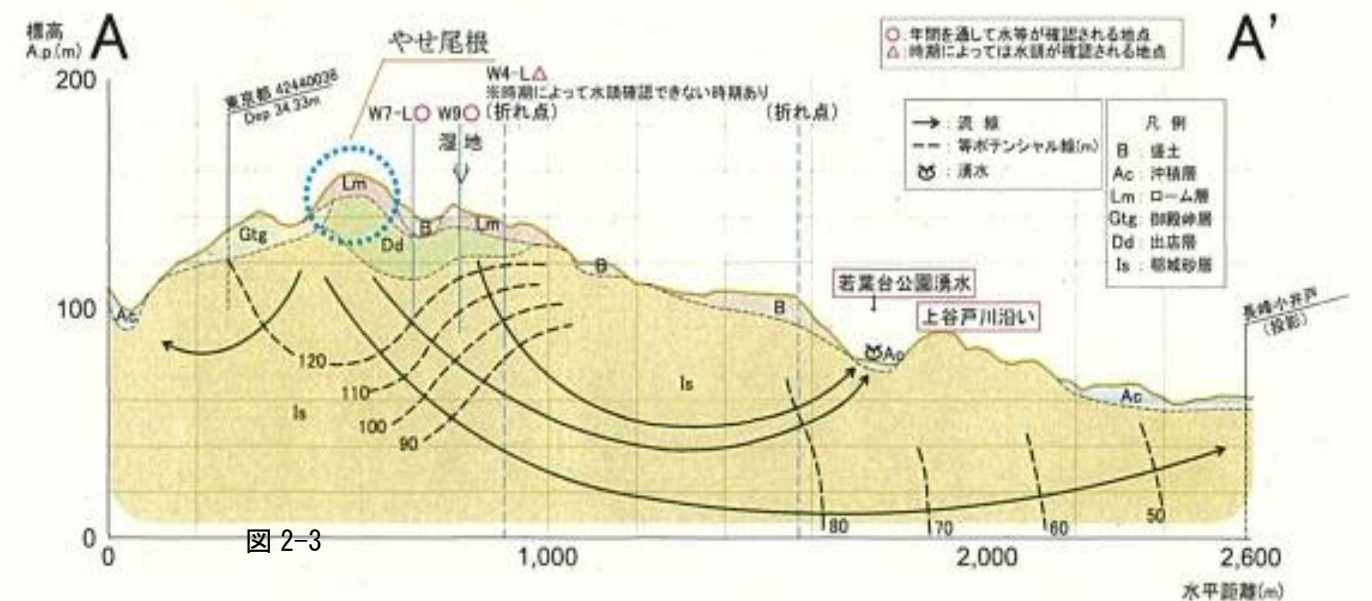 標高
A.p.(m)
A
A'
やせ尾根
○:年間を通して水等が確認される地点
△:時期によっては水頭が確認される地点
200
東京都 42440036
Dep 34.33m
W4-L△
※時期によって水頭確認できない時期あり
W7-L○
W9○
(折れ点)
(折れ点)
湿地
→:流線
---:等ポテンシャル線(m)
:湧水
凡例
B:盛土
Ac:沖積層
Lm:ローム層
Gtg:御殿峠層
Dd:出店層
Is:稲城砂層
Lm
Gtg
Dd
B
Lm
B
若葉台公園湧水
上谷戸川沿い
長峰小井戸
(投影)
100
Ac
B
Ac
120
110
100
90
Is
Is
Ac
80
70
60
50
0
図 2-3
0
1,000
2,000
2,600
水平距離(m)